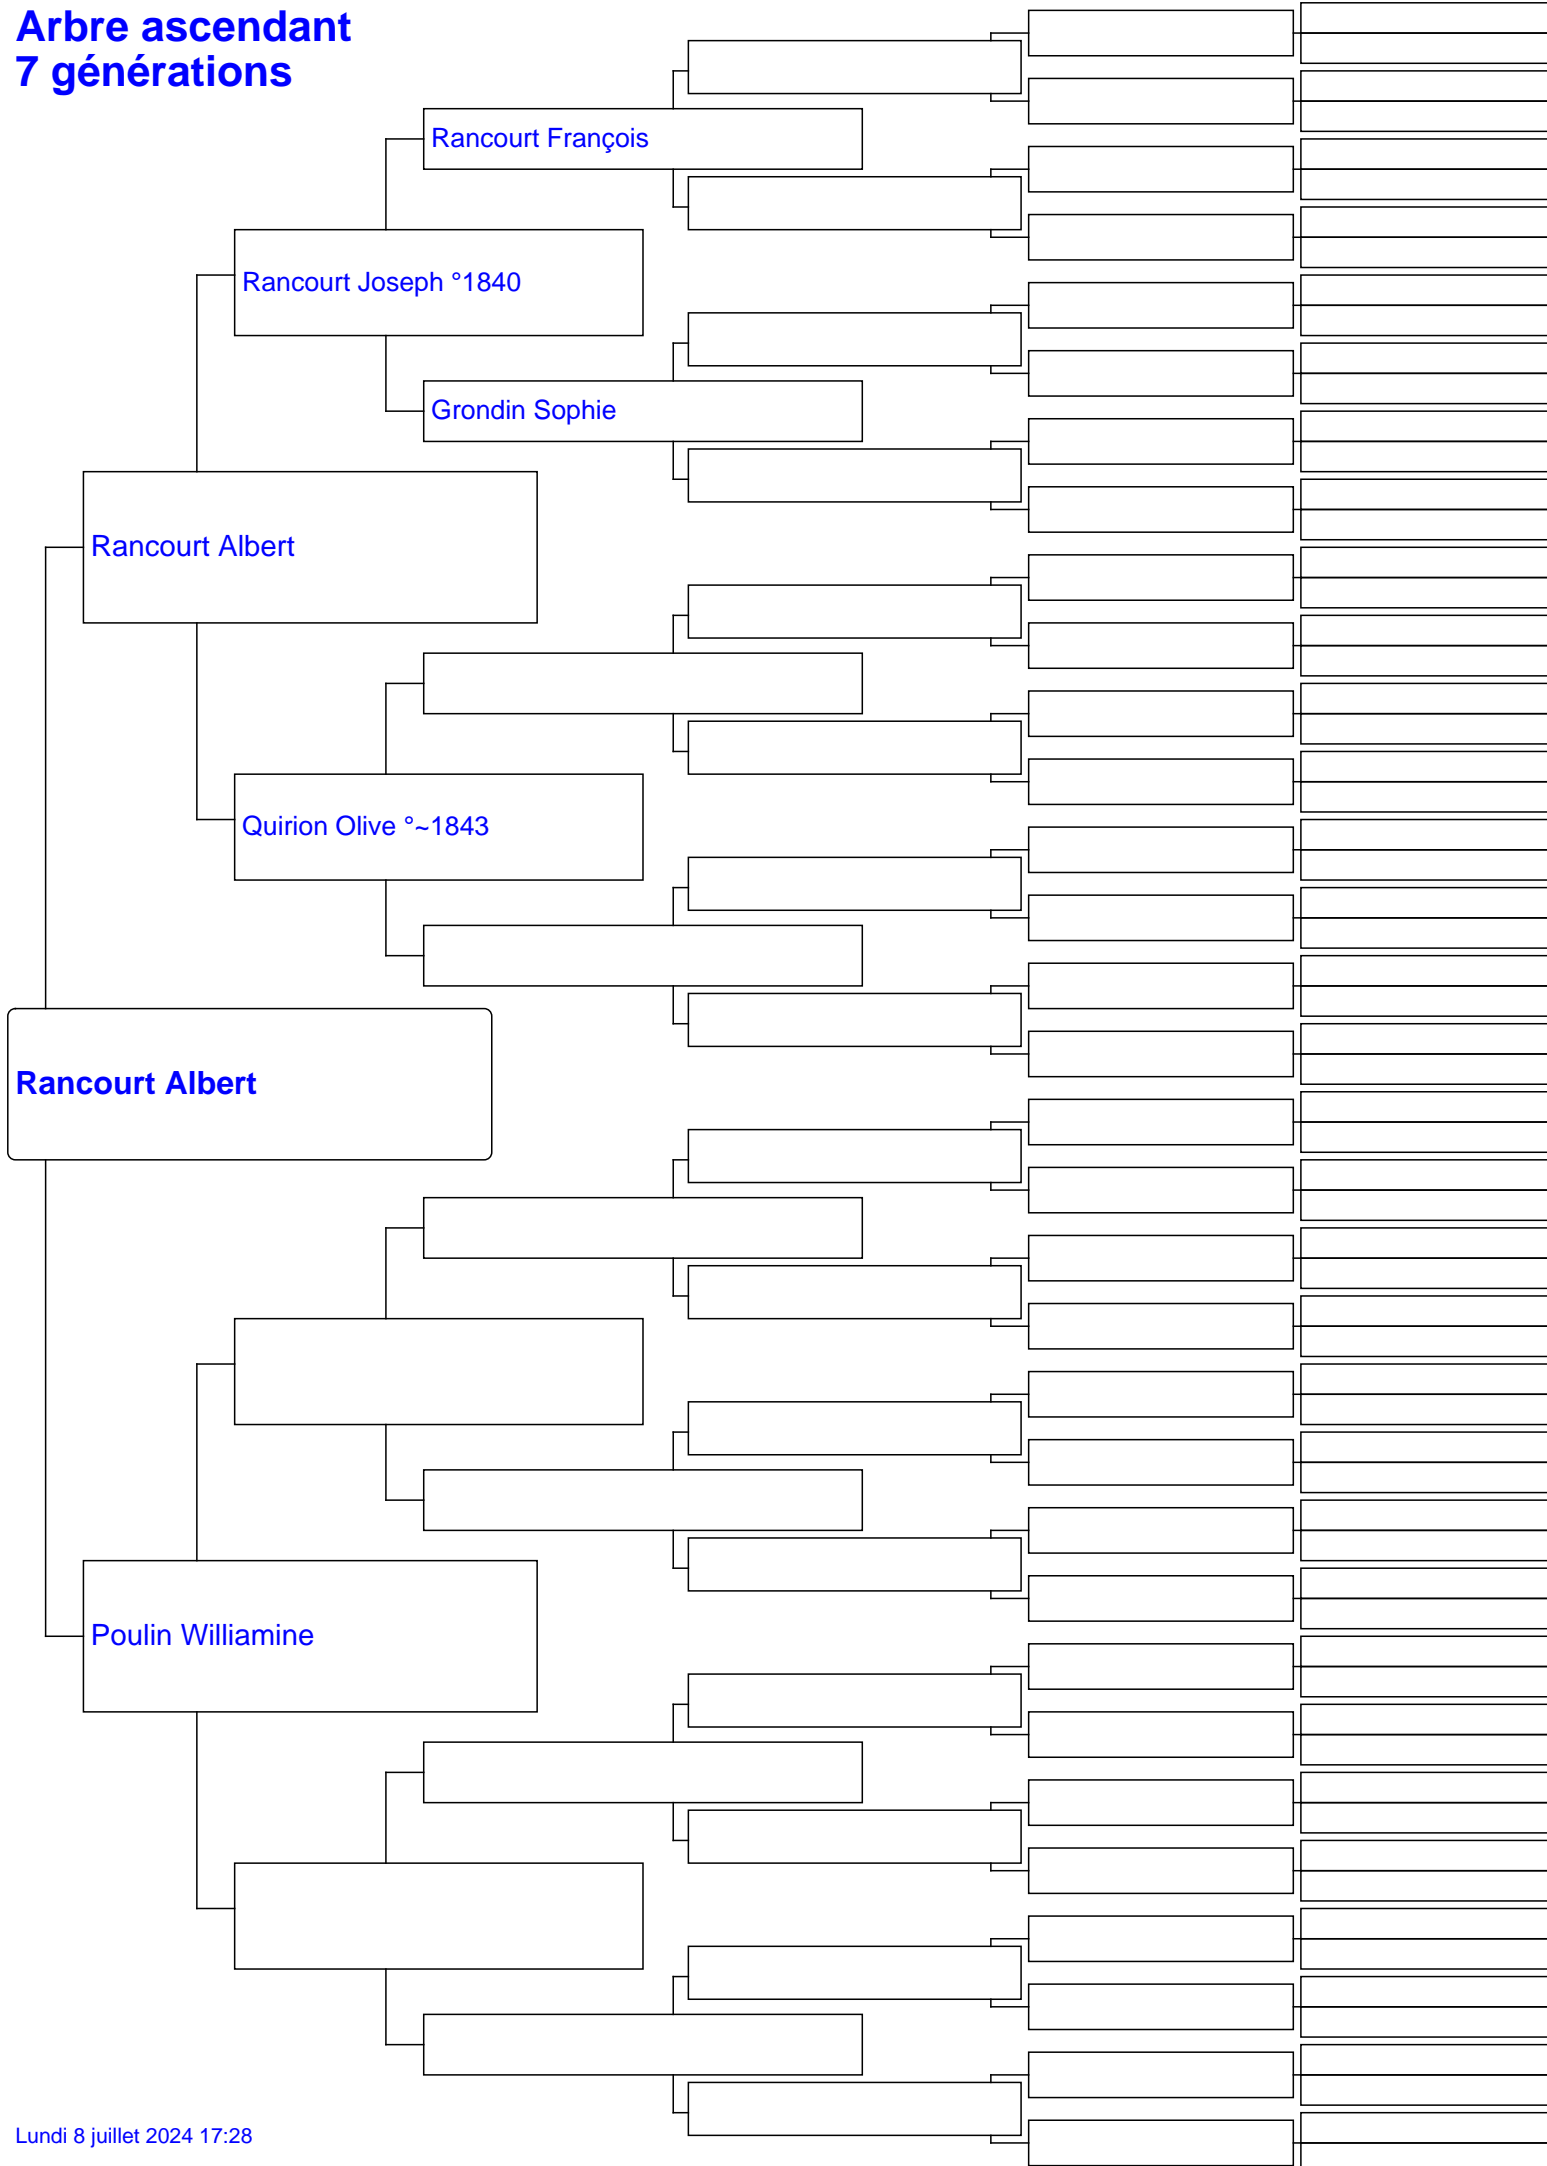 Arbre ascendant
7 générations
Rancourt François
Rancourt Joseph °1840
Grondin Sophie
Rancourt Albert
Quirion Olive °~1843
Rancourt Albert
Poulin Williamine
Lundi 8 juillet 2024 17:28